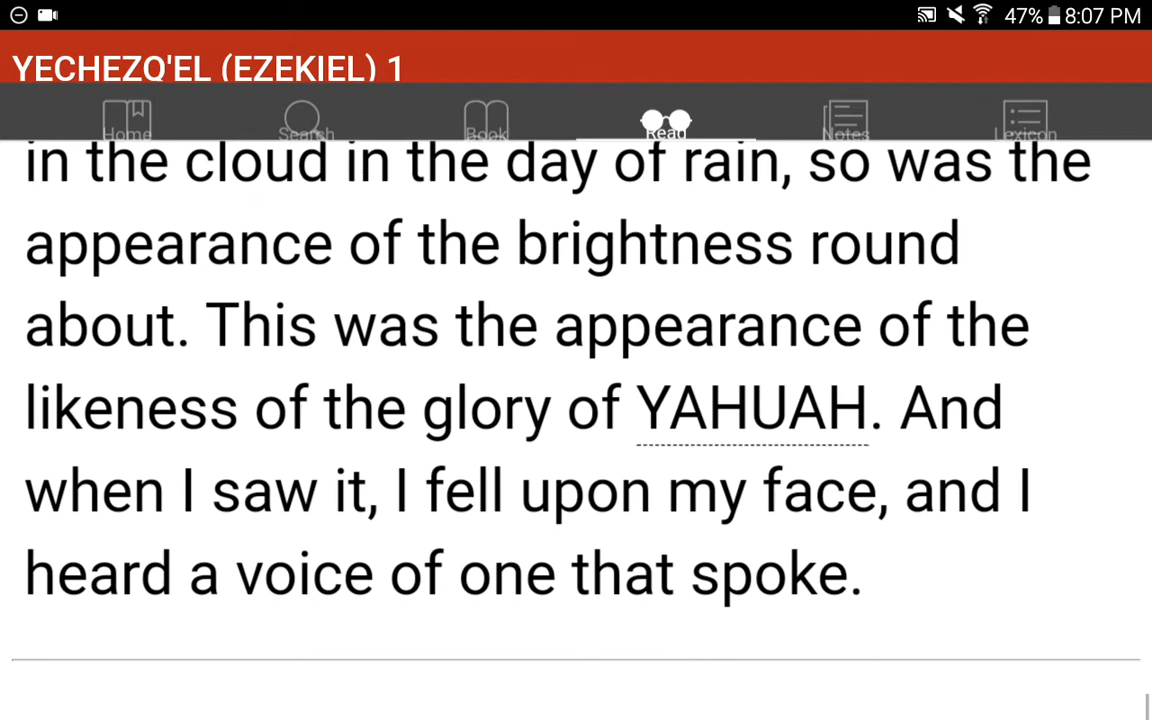 47% 8:07 PM
YECHEZQ'EL (EZEKIEL) 1
Home Search Book Read Notes Lexicon
in the cloud in the day of rain, so was the
appearance of the brightness round
about. This was the appearance of the
likeness of the glory of YAHUAH. And
when I saw it, I fell upon my face, and I
heard a voice of one that spoke.